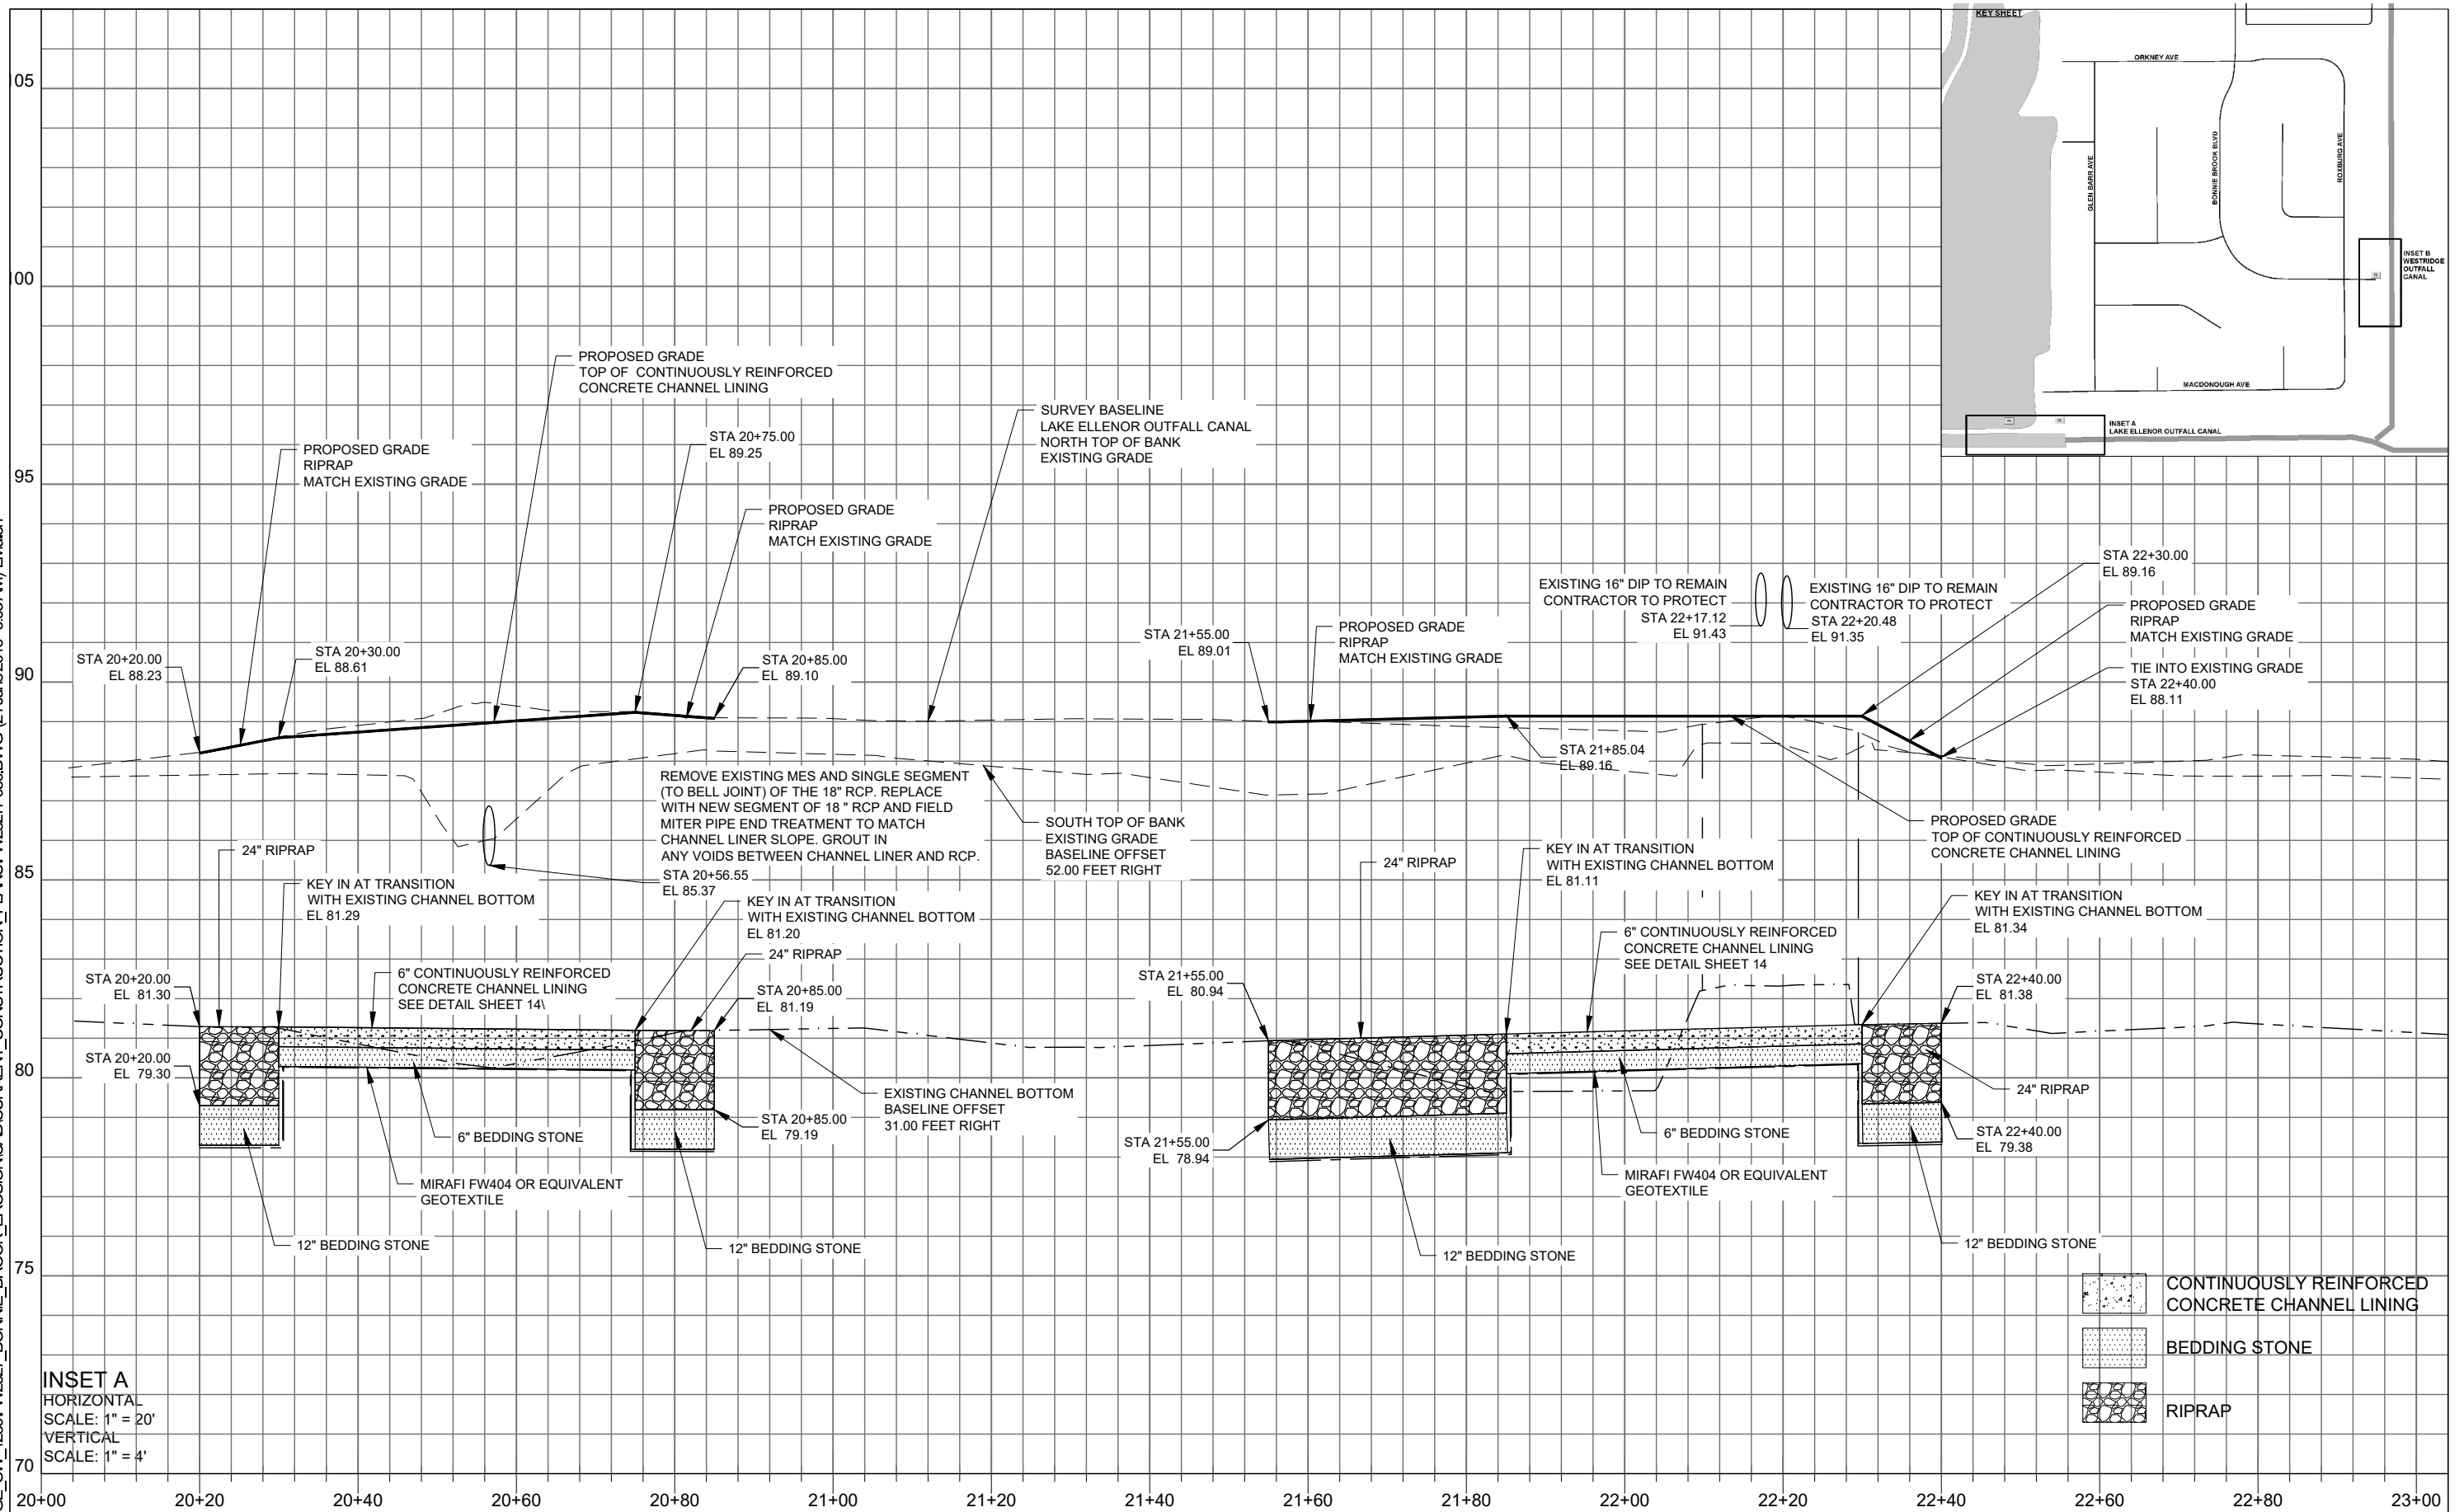 KEY SHEET
ORKNEY AVE
GLEN BARR AVE
BONNIE BROOK BLVD
ROXBURG AVE
MACDONOUGH AVE
INSET B
WESTRIDGE
OUTFALL
CANAL
INSET A
LAKE ELLENOR OUTFALL CANAL
105
100
95
90
85
80
75
70
PROPOSED GRADE
TOP OF CONTINUOUSLY REINFORCED
CONCRETE CHANNEL LINING
SURVEY BASELINE
LAKE ELLENOR OUTFALL CANAL
NORTH TOP OF BANK
EXISTING GRADE
PROPOSED GRADE
RIPRAP
MATCH EXISTING GRADE
STA 20+75.00
EL 89.25
PROPOSED GRADE
RIPRAP
MATCH EXISTING GRADE
STA 20+20.00
EL 88.23
STA 20+30.00
EL 88.61
STA 20+85.00
EL 89.10
STA 21+55.00
EL 89.01
PROPOSED GRADE
RIPRAP
MATCH EXISTING GRADE
EXISTING 16" DIP TO REMAIN
CONTRACTOR TO PROTECT
STA 22+17.12
EL 91.43
EXISTING 16" DIP TO REMAIN
CONTRACTOR TO PROTECT
STA 22+20.48
EL 91.35
STA 22+30.00
EL 89.16
PROPOSED GRADE
RIPRAP
MATCH EXISTING GRADE
TIE INTO EXISTING GRADE
STA 22+40.00
EL 88.11
STA 21+85.04
EL 89.16
REMOVE EXISTING MES AND SINGLE SEGMENT
(TO BELL JOINT) OF THE 18" RCP. REPLACE
WITH NEW SEGMENT OF 18 " RCP AND FIELD
MITER PIPE END TREATMENT TO MATCH
CHANNEL LINER SLOPE. GROUT IN
ANY VOIDS BETWEEN CHANNEL LINER AND RCP.
STA 20+56.55
EL 85.37
SOUTH TOP OF BANK
EXISTING GRADE
BASELINE OFFSET
52.00 FEET RIGHT
PROPOSED GRADE
TOP OF CONTINUOUSLY REINFORCED
CONCRETE CHANNEL LINING
24" RIPRAP
KEY IN AT TRANSITION
WITH EXISTING CHANNEL BOTTOM
EL 81.29
KEY IN AT TRANSITION
WITH EXISTING CHANNEL BOTTOM
EL 81.20
24" RIPRAP
24" RIPRAP
KEY IN AT TRANSITION
WITH EXISTING CHANNEL BOTTOM
EL 81.11
KEY IN AT TRANSITION
WITH EXISTING CHANNEL BOTTOM
EL 81.34
STA 20+20.00
EL 81.30
6" CONTINUOUSLY REINFORCED
CONCRETE CHANNEL LINING
SEE DETAIL SHEET 14\
STA 20+85.00
EL 81.19
STA 21+55.00
EL 80.94
6" CONTINUOUSLY REINFORCED
CONCRETE CHANNEL LINING
SEE DETAIL SHEET 14
STA 22+40.00
EL 81.38
STA 20+20.00
EL 79.30
EXISTING CHANNEL BOTTOM
BASELINE OFFSET
31.00 FEET RIGHT
24" RIPRAP
6" BEDDING STONE
STA 20+85.00
EL 79.19
STA 21+55.00
EL 78.94
6" BEDDING STONE
STA 22+40.00
EL 79.38
MIRAFI FW404 OR EQUIVALENT
GEOTEXTILE
MIRAFI FW404 OR EQUIVALENT
GEOTEXTILE
12" BEDDING STONE
12" BEDDING STONE
12" BEDDING STONE
12" BEDDING STONE
CONTINUOUSLY REINFORCED
CONCRETE CHANNEL LINING
BEDDING STONE
RIPRAP
INSET A
HORIZONTAL
SCALE: 1" = 20'
VERTICAL
SCALE: 1" = 4'
20+00
20+20
20+40
20+60
20+80
21+00
21+20
21+40
21+60
21+80
22+00
22+20
22+40
22+60
22+80
23+00